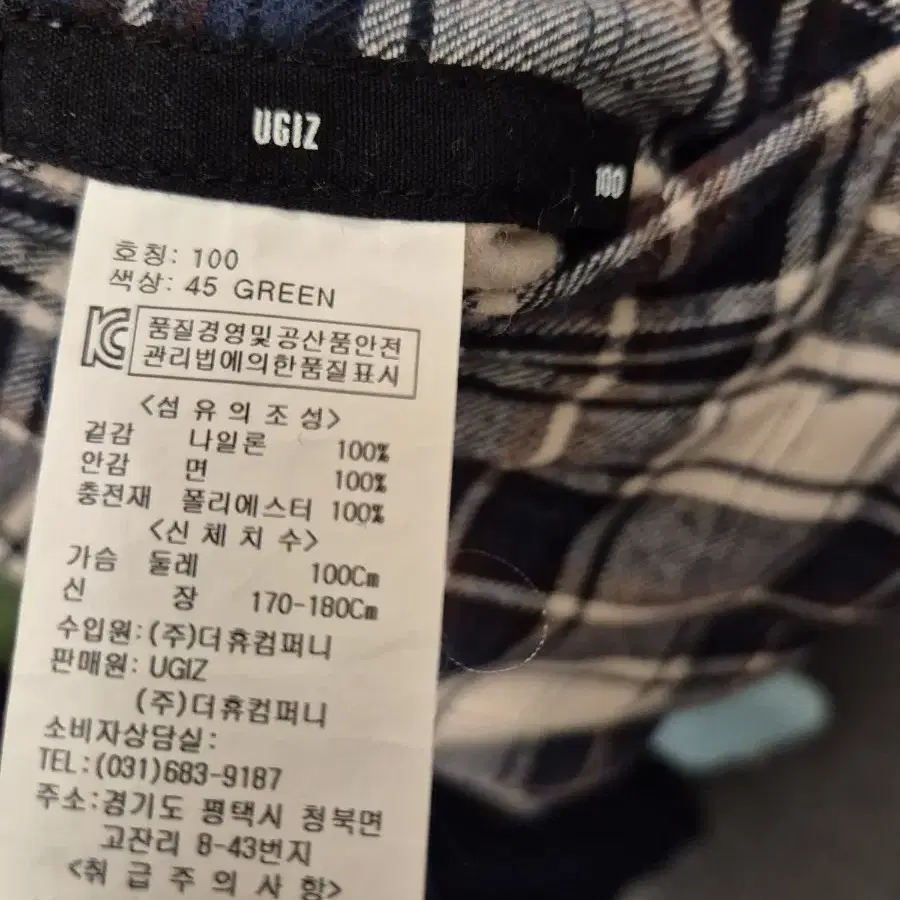 UGIZ
100
호칭: 100
색상: 45 GREEN
품질경영및공산품안전
관리법에의한품질표시
<섬 유 의 조 성>
겉감 나일론 100%
안감 면 100%
충전재 폴리에스터 100%
<신 체 치 수>
가슴 둘레 100Cm
신 장 170-180Cm
수입원: (주)더휴컴퍼니
판매원: UGIZ
(주)더휴컴퍼니
소비자상담실:
TEL:(031)683-9187
주소:경기도 평택시 청북면
고잔리 8-43번지
<취 급 주 의 사 항>